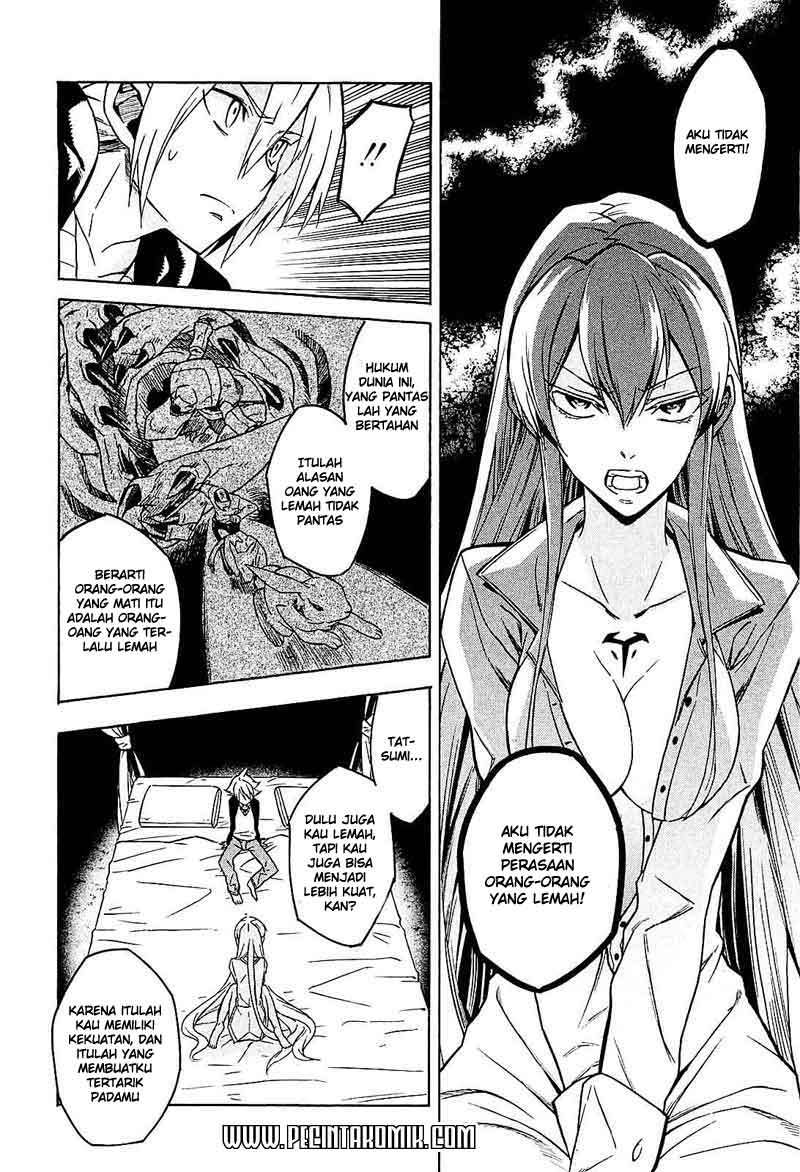 AKU TIDAK
MENGERTI!
AKU TIDAK
MENGERTI
PERASAAN
ORANG-ORANG
YANG LEMAH!
!!
HUKUM
DUNIA INI,
YANG PANTAS
LAH YANG
BERTAHAN
ITULAH
ALASAN
OANG YANG
LEMAH TIDAK
PANTAS
BERARTI
ORANG-ORANG
YANG MATI ITU
ADALAH ORANG-
OANG YANG TER-
LALU LEMAH
TAT-
SUMI...
DULU JUGA
KAU LEMAH,
TAPI KAU
JUGA BISA
MENJADI
LEBIH KUAT,
KAN?
KARENA ITULAH
KAU MEMILIKI
KEKUATAN, DAN
ITULAH YANG
MEMBUATKU
TERTARIK
PADAMU
WWW.PECINTAKOMIK.COM